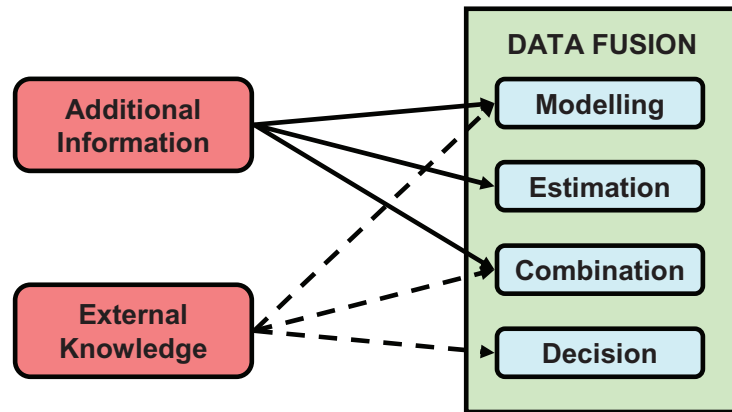 DATA FUSION
Additional
Information
Modelling
Estimation
Combination
External
Knowledge
Decision